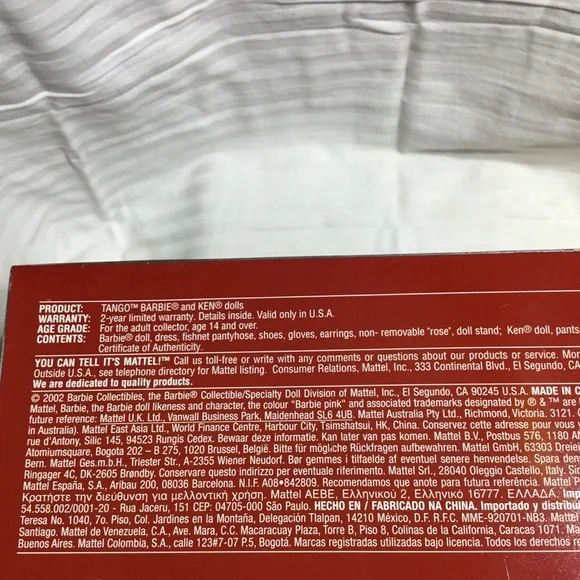 PRODUCT: TANGO™ BARBIE® and KEN® dolls
WARRANTY: 2-year limited warranty. Details inside. Valid only in U.S.A.
AGE GRADE: For the adult collector, age 14 and over.
CONTENTS: Barbie® doll, dress, fishnet pantyhose, shoes, gloves, earrings, non- removable "rose", doll stand; Ken® doll, pants
Certificate of Authenticity.
YOU CAN TELL IT'S MATTEL!™ Call us toll-free or write with any comments or questions about our products or service. Mon
Outside U.S.A., see telephone directory for Mattel listing. Consumer Relations, Mattel, Inc., 333 Continental Blvd., El Segundo, CA
We are dedicated to quality products.
© 2002 Barbie Collectibles, the Barbie® Collectible/Specialty Doll Division of Mattel, Inc., El Segundo, CA 90245 U.S.A. MADE IN C
Mattel, Barbie, the Barbie doll likeness and character, the colour "Barbie pink" and associated trademarks designated by ® & ™ are
future reference: Mattel U.K. Ltd., Vanwall Business Park, Maidenhead SL6 4UB. Mattel Australia Pty Ltd., Richmond, Victoria. 3121.
in Australia). Mattel East Asia Ltd., World Finance Centre, Harbour City, Tsimshatsui, HK, China. Conservez cette adresse pour vous y
rue d'Antony, Silic 145, 94523 Rungis Cedex. Bewaar deze informatie. Kan later van pas komen. Mattel B.V., Postbus 576, 1180 AN
Atomiumsquare, Bogota 202 – B 275, 1020 Brussel, België. Bitte für mögliche Rückfragen aufbewahren. Mattel GmbH, 63303 Dreiei
Bern. Mattel Ges.m.b.H., Triester Str., A-2355 Wiener Neudorf. Bør gemmes i tilfælde af eventuel senere henvendelse. Spara denn
Ringager 4C, DK-2605 Brøndby. Conservare questo indirizzo per eventuale riferimento. Mattel Srl., 28040 Oleggio Castello, Italy. Sírv
Mattel España, S.A., Aribau 200, 08036 Barcelona. N.I.F. A08●842809. Recomendamos que anote para futura referência. Mattel P
Κρατήστε την διεύθυνση για μελλοντική χρήση. Mattel AEBE, Ελληνικού 2, Ελληνικό 16777, ΕΛΛΑΔΑ. Imp
54.558.002/0001-20 - Rua Jaceru, 151 CEP: 04705-000 São Paulo - SP. HECHO EN / FABRICADO NA CHINA. Importado y distribui
Teresa No. 1040, 7o. Piso, Col. Jardines en la Montaña, Delegación Tlalpan, 14210 México, D.F. R.F.C. MME-920701-NB3. Mattel
Santiago. Mattel de Venezuela, C.A., Ave. Mara, C.C. Macaracuay Plaza, Torre B, Piso 8, Colinas de la California, Caracas 1071. M
Buenos Aires. Mattel Colombia, S.A., calle 123#7-07 P.5, Bogotá. Marcas registradas utilizadas bajo licencia. Todos los derechos re